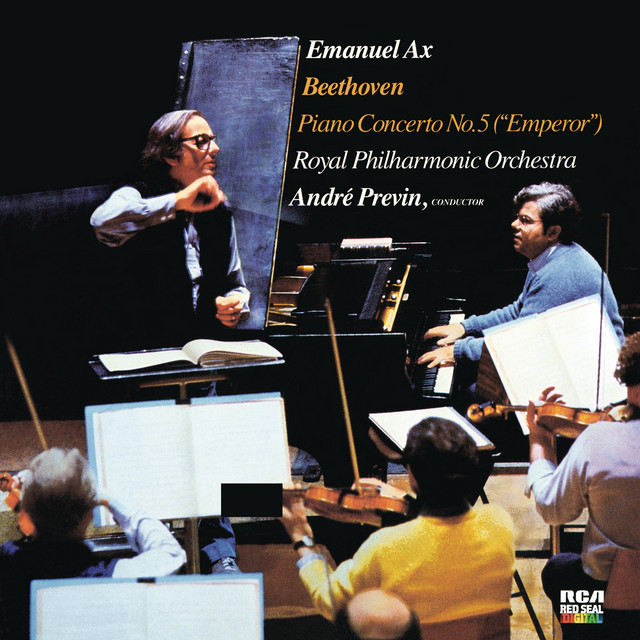 Emanuel Ax
Beethoven
Piano Concerto No.5 (“Emperor”)
Royal Philharmonic Orchestra
André Previn, CONDUCTOR
RCA
RED SEAL
DIGITAL